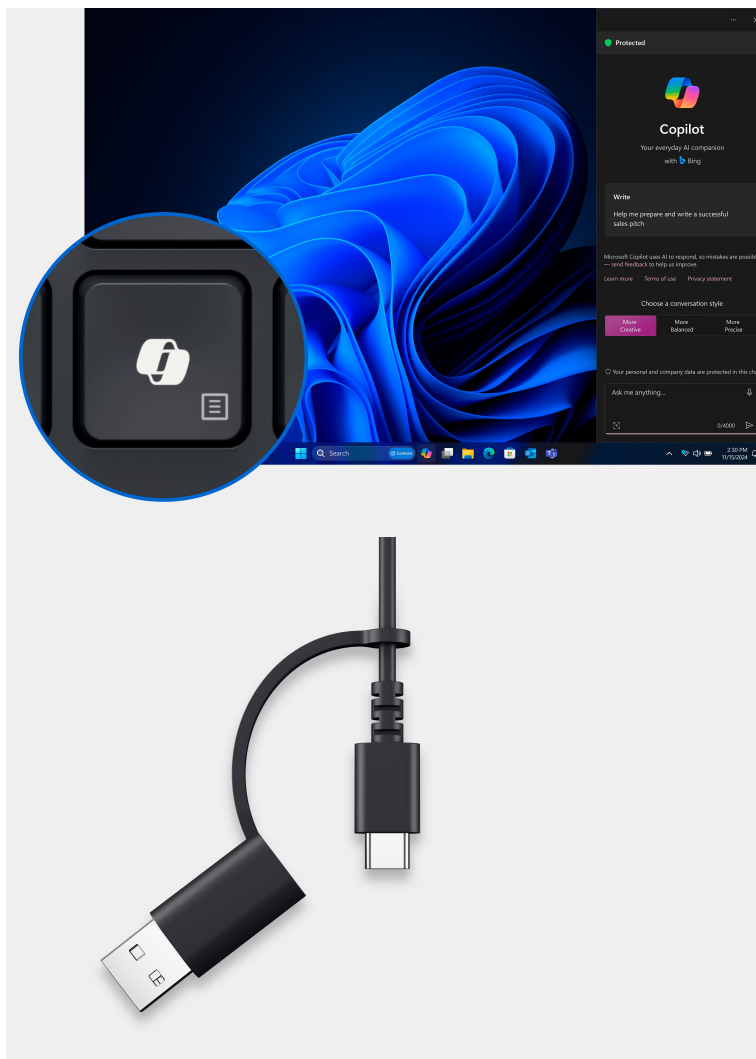 Protected
Copilot
Your everyday AI companion
with Bing
Write
Help me prepare and write a successful
sales pitch
Microsoft Copilot uses AI to respond, so mistakes are
— send feedback to help us improve.
Learn more Terms of use Privacy statement
Choose a conversation style
More Creative
More Balanced
More Precise
Your personal and company data are protected in this
Ask me anything...
0/4000
Search
Contoso
2:30 PM
11/15/2024